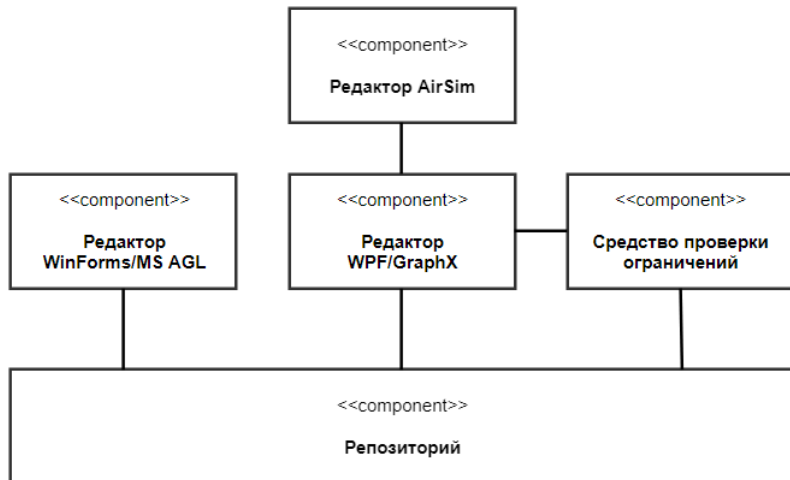 <<component>>
Редактор AirSim
<<component>>
Редактор
WinForms/MS AGL
<<component>>
Редактор
WPF/GraphX
<<component>>
Средство проверки
ограничений
<<component>>
Репозиторий